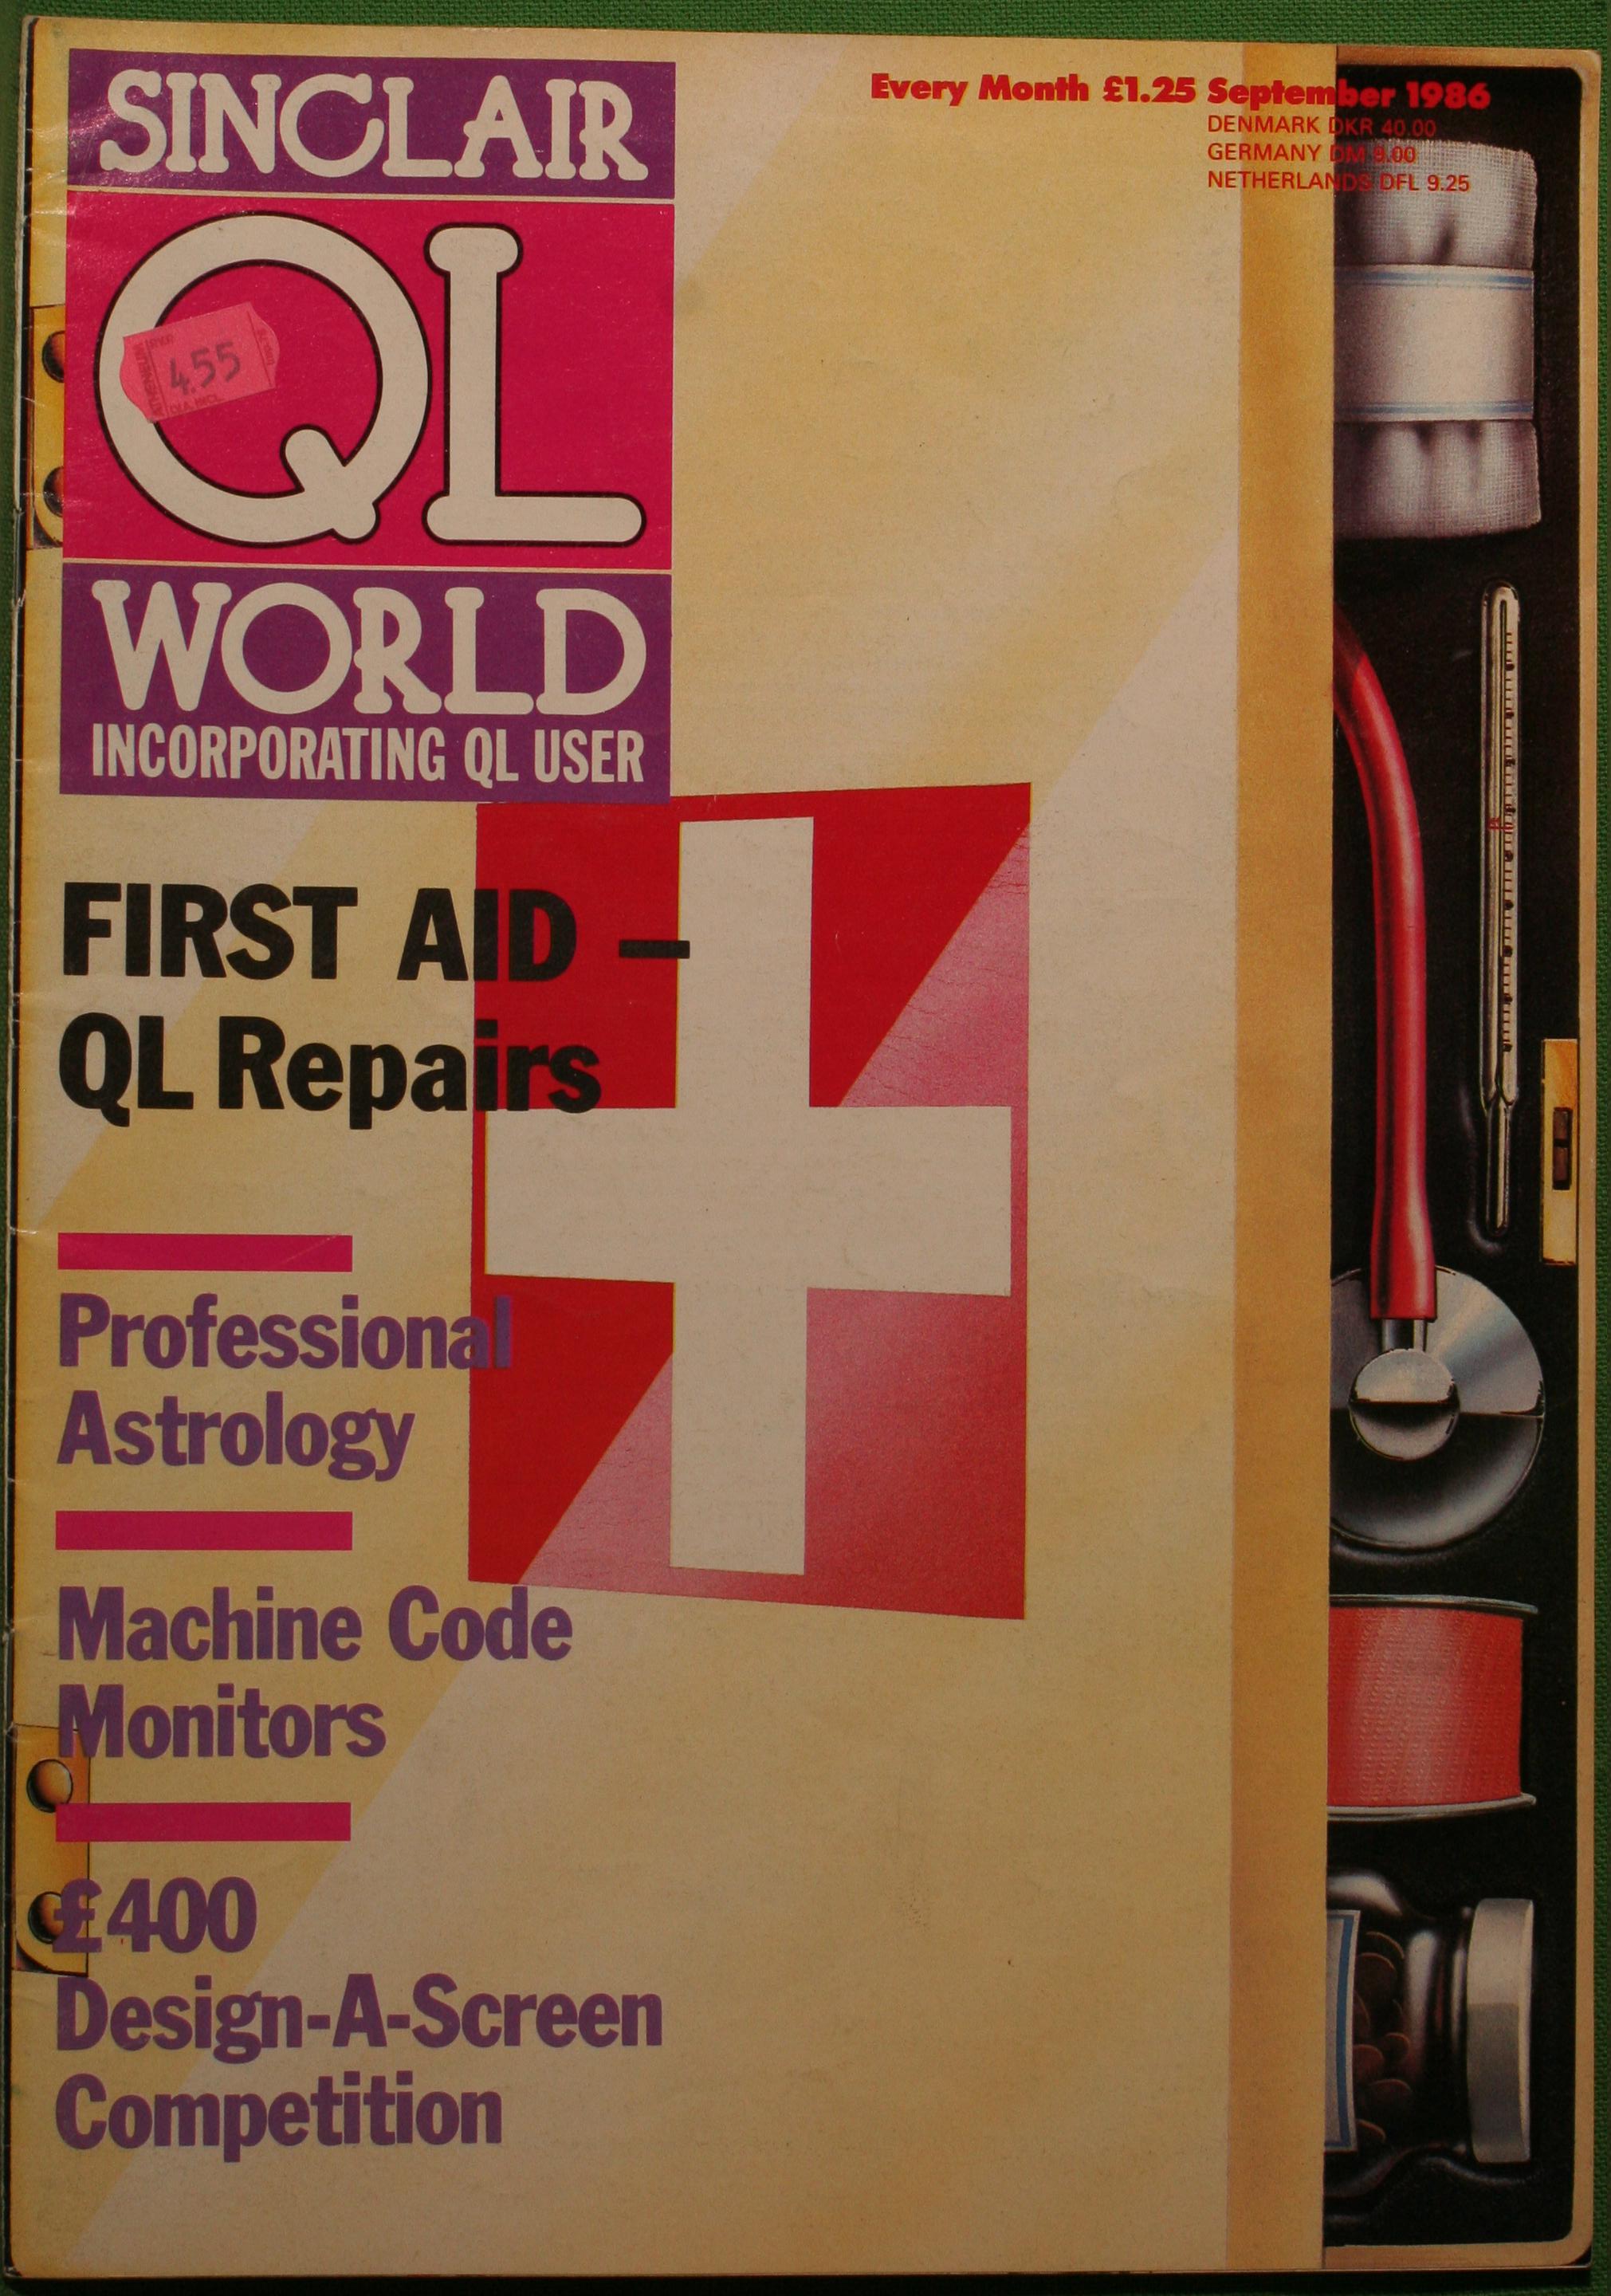 SINCLAIR
QL
WORLD
INCORPORATING QL USER
Every Month £1.25 September 1986
DENMARK DKR 40.00
GERMANY DM 9.00
NETHERLANDS DFL 9.25
4.55
FIRST AID –
QL Repairs
Professional
Astrology
Machine Code
Monitors
£400
Design-A-Screen
Competition